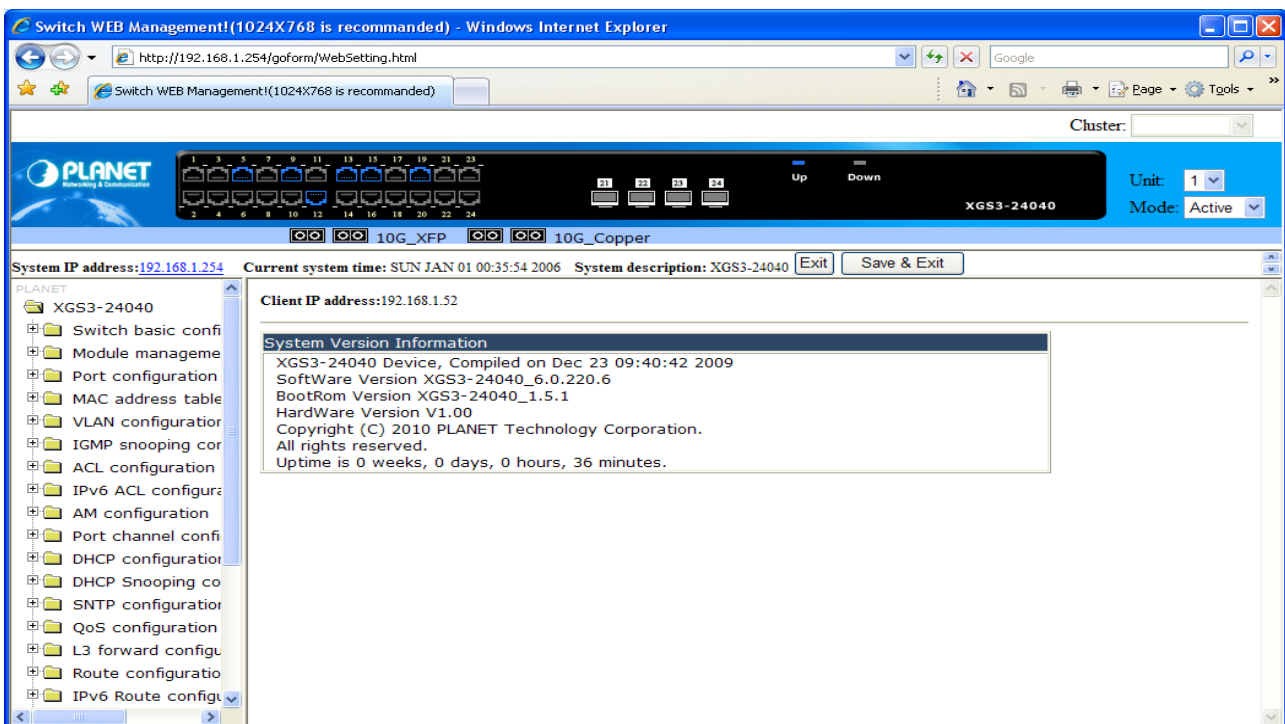 Switch WEB Management!(1024X768 is recommanded) - Windows Internet Explorer
http://192.168.1.254/goform/WebSetting.html
Google
Switch WEB Management!(1024X768 is recommanded)
Page
Tools
Cluster:
PLANET
Networking & Communication
1 3 5 7 9 11 13 15 17 19 21 23
2 4 6 8 10 12 14 16 18 20 22 24
21 22 23 24
Up Down
XGS3-24040
Unit: 1
Mode: Active
10G_XFP 10G_Copper
System IP address:192.168.1.254 Current system time: SUN JAN 01 00:35:54 2006 System description: XGS3-24040 Exit Save & Exit
PLANET
XGS3-24040
Switch basic confi
Module manageme
Port configuration
MAC address table
VLAN configuration
IGMP snooping cor
ACL configuration
IPv6 ACL configura
AM configuration
Port channel confi
DHCP configuration
DHCP Snooping co
SNTP configuration
QoS configuration
L3 forward configu
Route configuratio
IPv6 Route configu
Client IP address:192.168.1.52
System Version Information
XGS3-24040 Device, Compiled on Dec 23 09:40:42 2009
SoftWare Version XGS3-24040_6.0.220.6
BootRom Version XGS3-24040_1.5.1
HardWare Version V1.00
Copyright (C) 2010 PLANET Technology Corporation.
All rights reserved.
Uptime is 0 weeks, 0 days, 0 hours, 36 minutes.